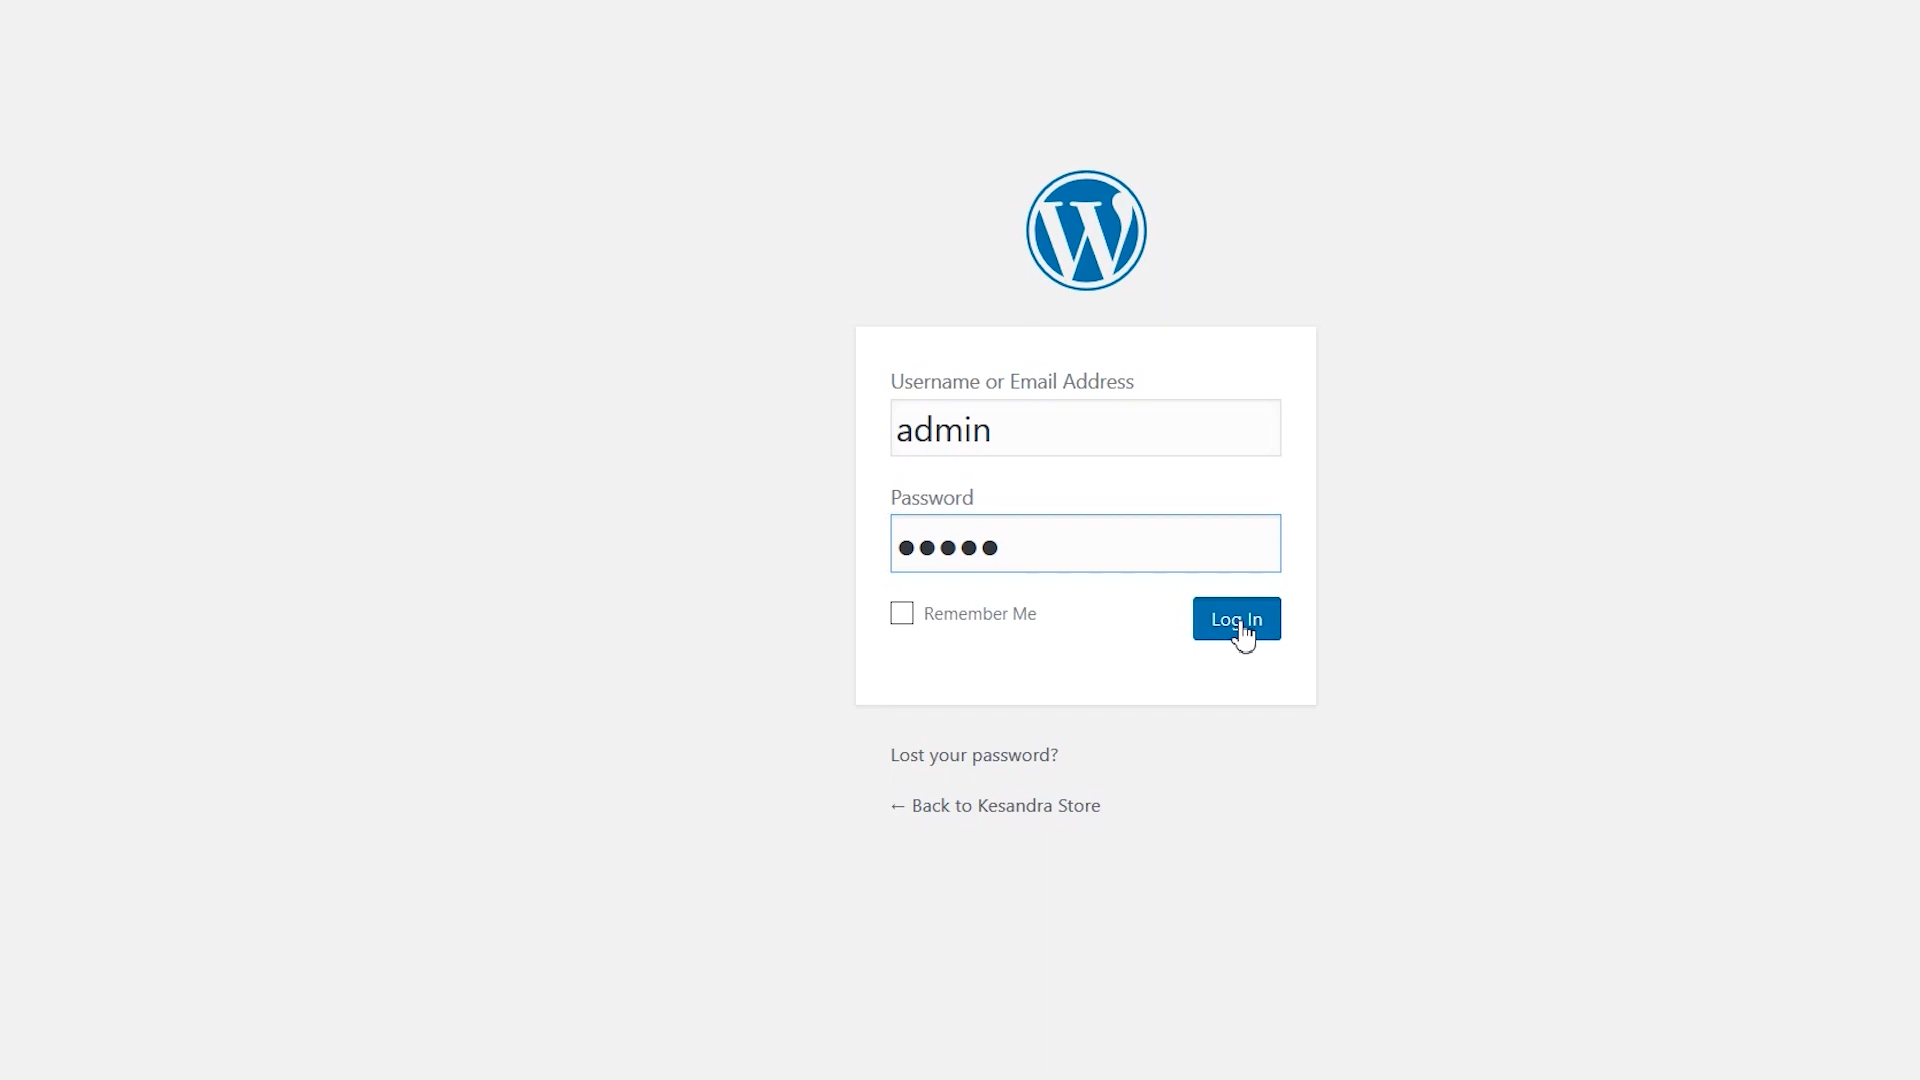 Username or Email Address
admin
Password
●●●●●
Remember Me
Log In
Lost your password?
← Back to Kesandra Store